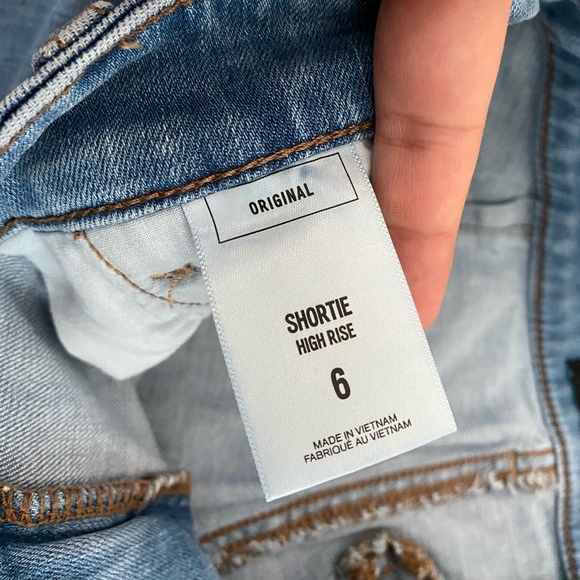 ORIGINAL
SHORTIE
HIGH RISE
6
MADE IN VIETNAM
FABRIQUÉ AU VIETNAM